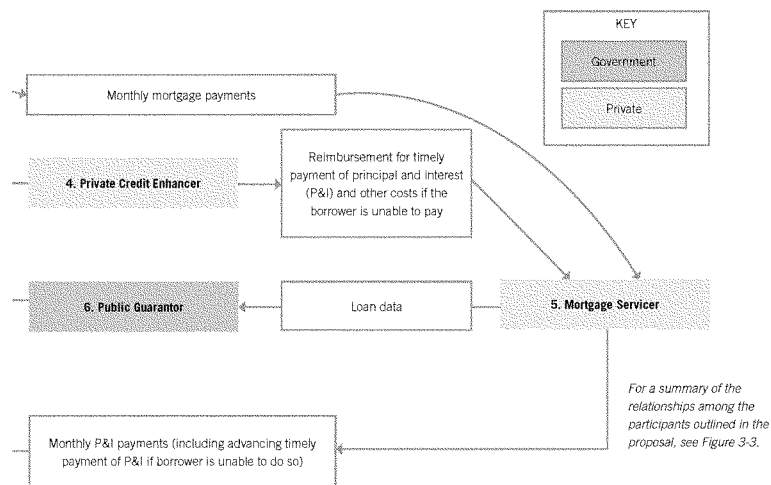 KEY
Government
Private
Monthly mortgage payments
4. Private Credit Enhancer
Reimbursement for timely
payment of principal and interest
(P&I) and other costs if the
borrower is unable to pay
6. Public Guarantor
Loan data
5. Mortgage Servicer
For a summary of the
relationships among the
participants outlined in the
proposal, see Figure 3-3.
Monthly P&I payments (including advancing timely
payment of P&I if borrower is unable to do so)